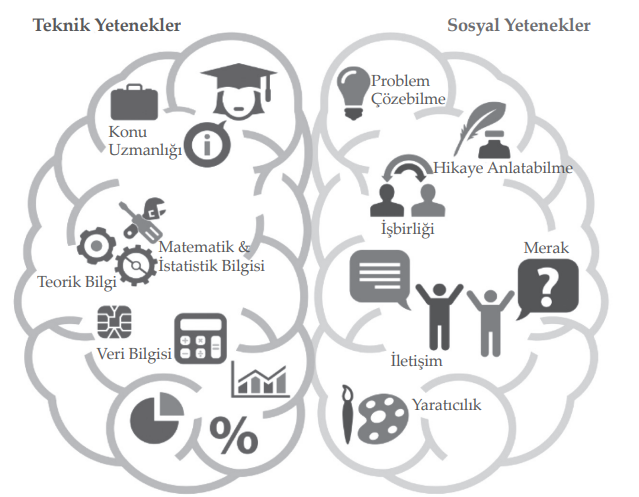 Teknik Yetenekler
Konu
Uzmanlığı
Matematik &
İstatistik Bilgisi
Teorik Bilgi
Veri Bilgisi
%
Sosyal Yetenekler
Problem
Çözebilme
Hikaye Anlatabilme
İşbirliği
Merak
?
İletişim
Yaratıcılık